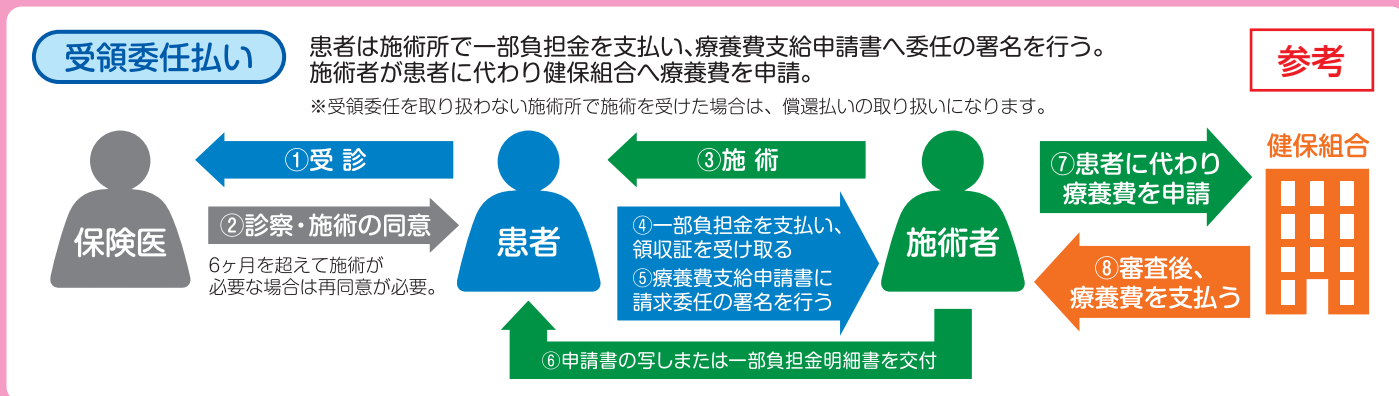 受領委任払い
患者は施術所で一部負担金を支払い、療養費支給申請書へ委任の署名を行う。
施術者が患者に代わり健保組合へ療養費を申請。
※受領委任を取り扱わない施術所で施術を受けた場合は、償還払いの取り扱いになります。
参考
①受診
②診察・施術の同意
6ヶ月を超えて施術が
必要な場合は再同意が必要。
保険医
患者
③施術
④一部負担金を支払い、
領収証を受け取る
⑤療養費支給申請書に
請求委任の署名を行う
施術者
⑥申請書の写しまたは一部負担金明細書を交付
⑦患者に代わり
療養費を申請
健保組合
⑧審査後、
療養費を支払う